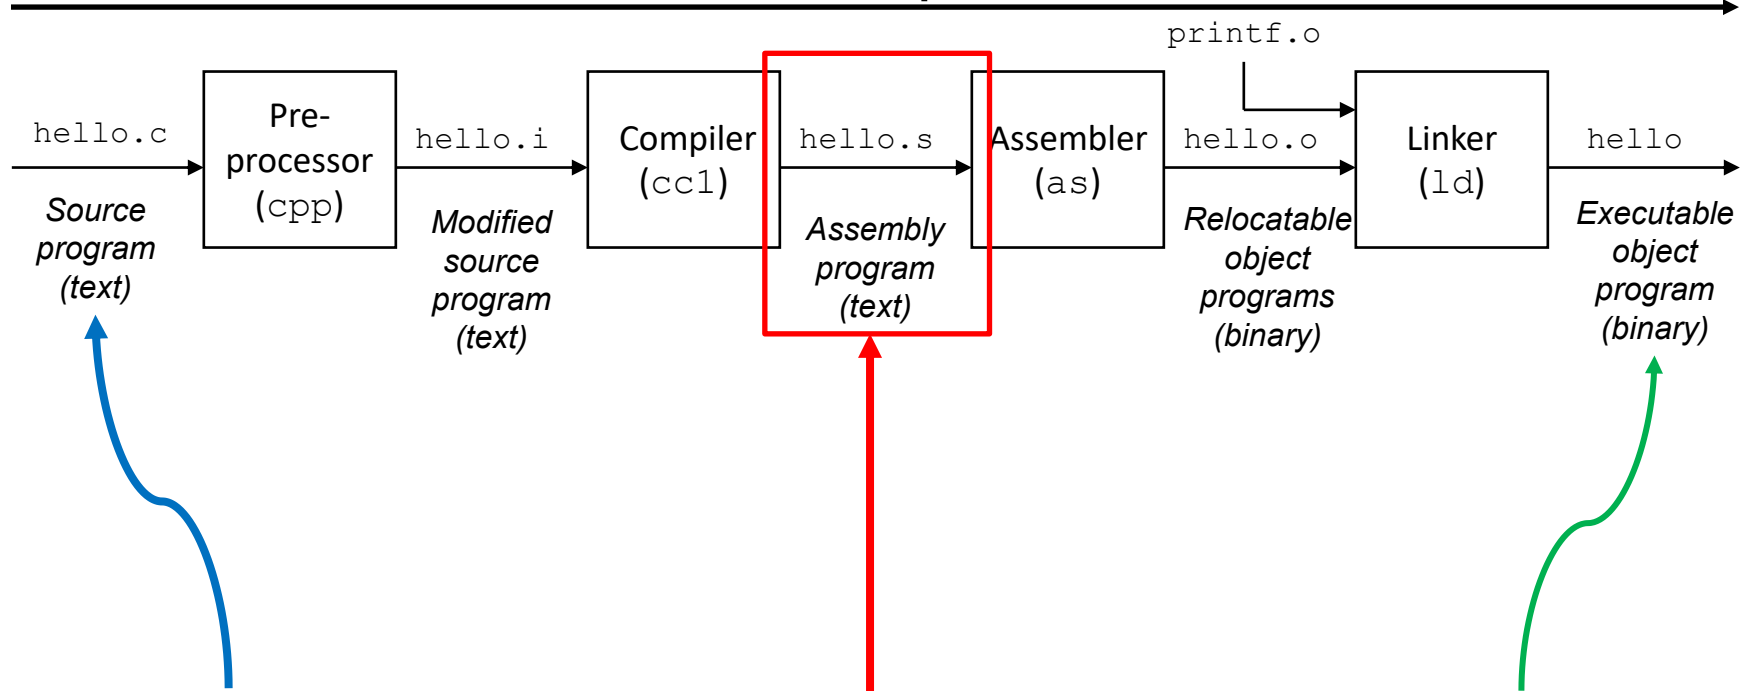 printf.o
hello.c
Pre-
processor
(cpp)
hello.i
Compiler
(cc1)
hello.s
Assembler
(as)
hello.o
Linker
(ld)
hello
Source
program
(text)
Modified
source
program
(text)
Assembly
program
(text)
Relocatable
object
programs
(binary)
Executable
object
program
(binary)